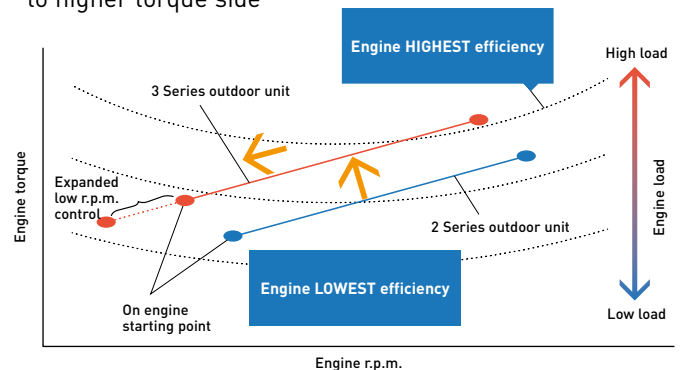 to higher torque side
Engine HIGHEST efficiency
High load
3 Series outdoor unit
Engine torque
Expanded
low r.p.m.
control
Engine load
2 Series outdoor unit
Engine LOWEST efficiency
On engine
starting point
Low load
Engine r.p.m.